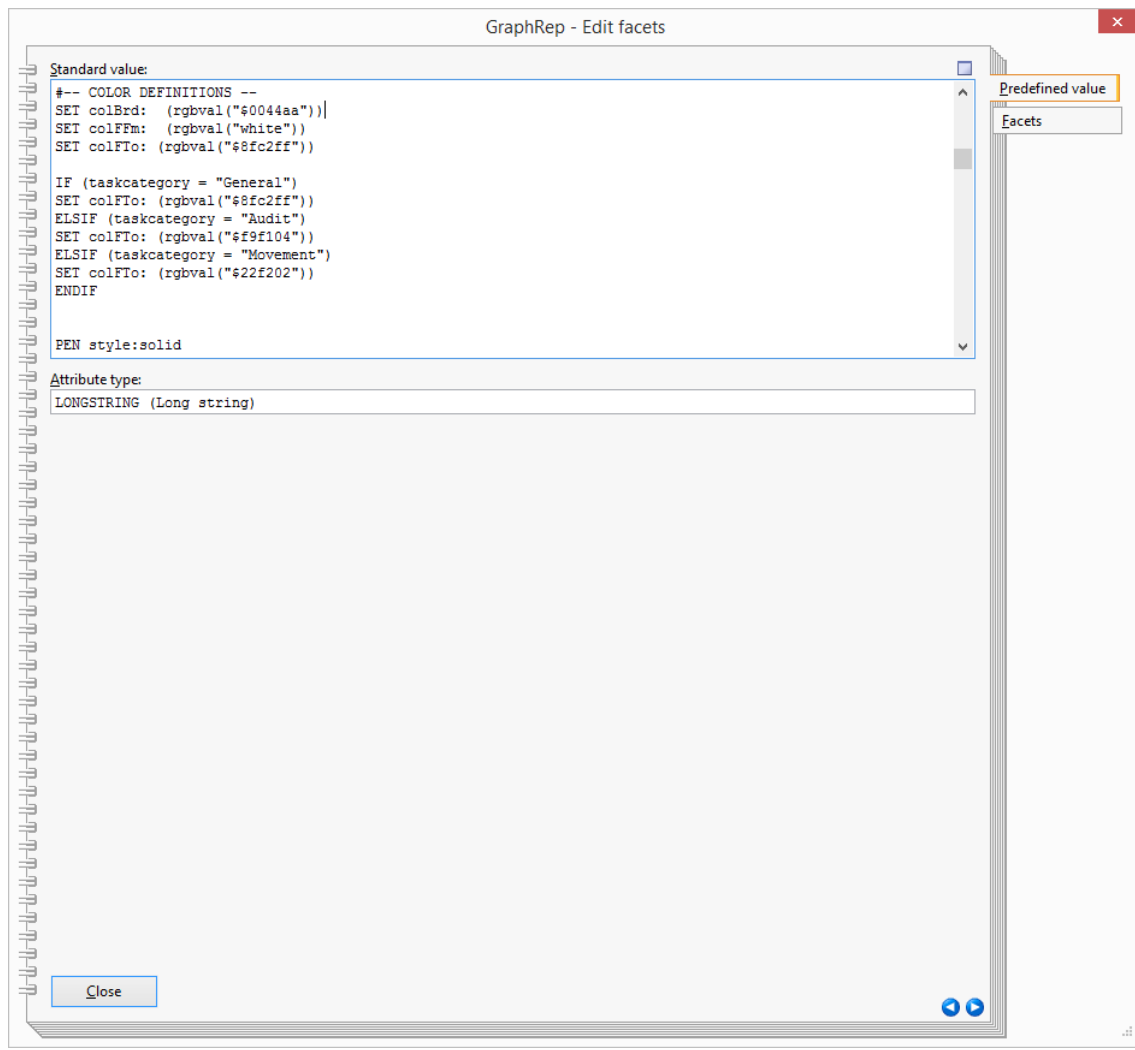 GraphRep - Edit facets
Standard value:
#-- COLOR DEFINITIONS --
SET colBrd:  (rgbval("$0044aa"))
SET colFFm:  (rgbval("white"))
SET colFTo: (rgbval("$8fc2ff"))
IF (taskcategory = "General")
SET colFTo: (rgbval("$8fc2ff"))
ELSIF (taskcategory = "Audit")
SET colFTo: (rgbval("$f9f104"))
ELSIF (taskcategory = "Movement")
SET colFTo: (rgbval("$22f202"))
ENDIF
PEN style:solid
Attribute type:
LONGSTRING (Long string)
Predefined value
Facets
Close